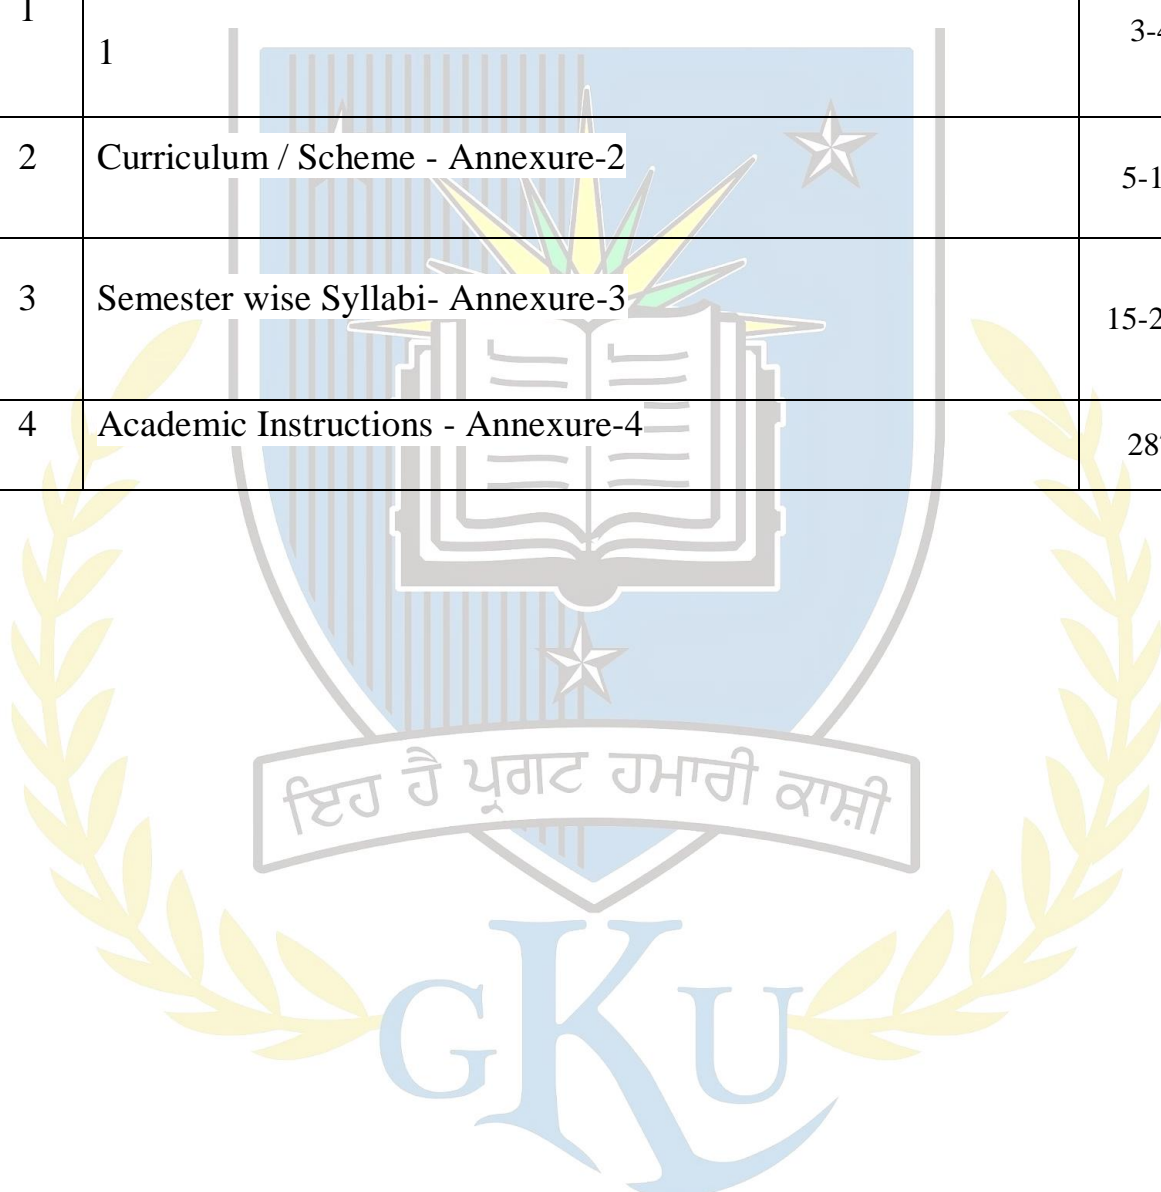 1
1
3-4
2 Curriculum / Scheme - Annexure-2 5-1
3 Semester wise Syllabi- Annexure-3 15-2
4 Academic Instructions - Annexure-4 28
ਇਹ ਹੈ ਪ੍ਰਗਟ ਹਮਾਰੀ ਕਾਸ਼ੀ
GKU